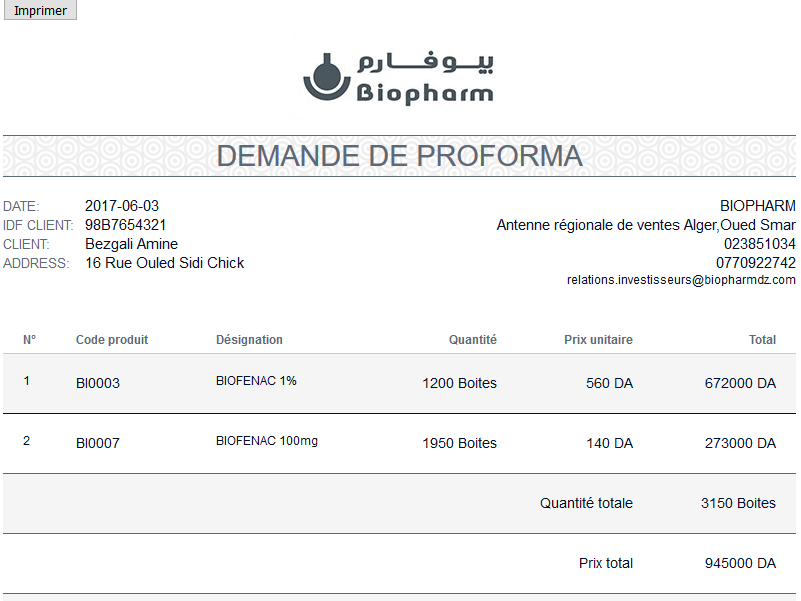 Imprimer
بيوفارم
Biopharm
DEMANDE DE PROFORMA
DATE: 2017-06-03
IDF CLIENT: 98B7654321
CLIENT: Bezgali Amine
ADDRESS: 16 Rue Ouled Sidi Chick
BIOPHARM
Antenne régionale de ventes Alger,Oued Smar
023851034
0770922742
relations.investisseurs@biopharmdz.com
N° Code produit Désignation Quantité Prix unitaire Total
1 BI0003 BIOFENAC 1% 1200 Boites 560 DA 672000 DA
2 BI0007 BIOFENAC 100mg 1950 Boites 140 DA 273000 DA
Quantité totale 3150 Boites
Prix total 945000 DA